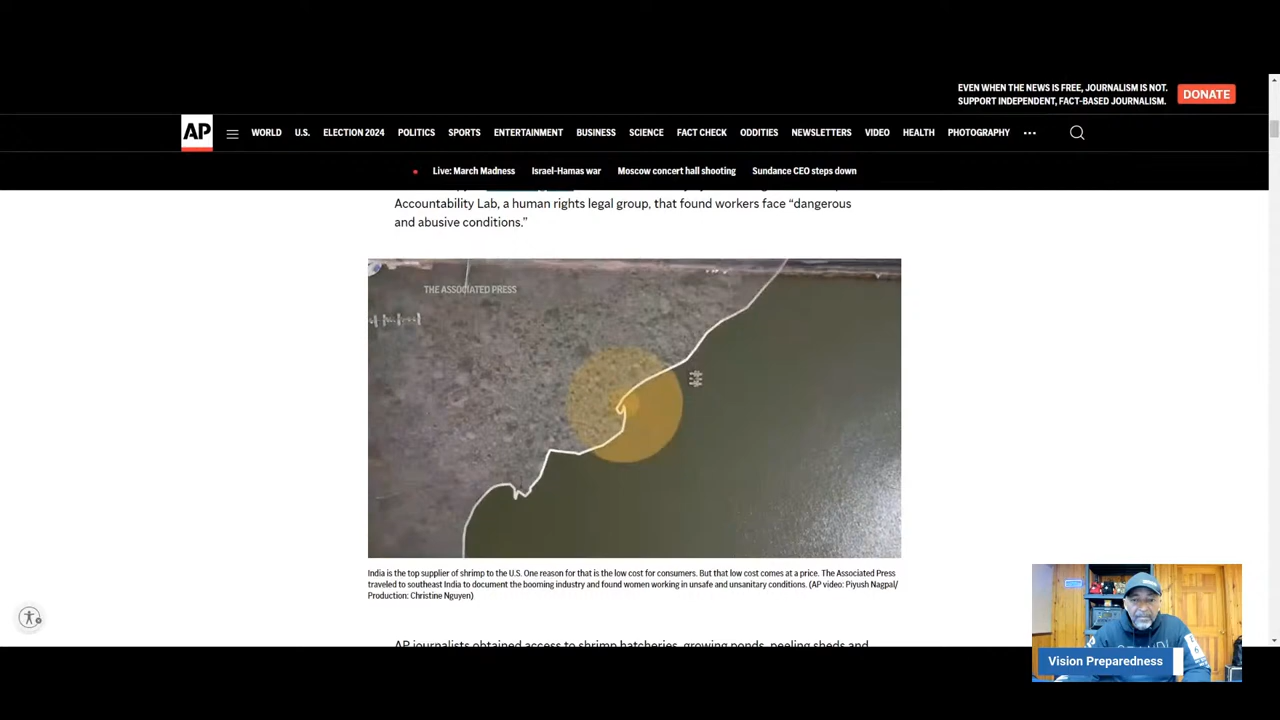 EVEN WHEN THE NEWS IS FREE, JOURNALISM IS NOT.
SUPPORT INDEPENDENT, FACT-BASED JOURNALISM.
DONATE
AP
WORLD U.S. ELECTION 2024 POLITICS SPORTS ENTERTAINMENT BUSINESS SCIENCE FACT CHECK ODDITIES NEWSLETTERS VIDEO HEALTH PHOTOGRAPHY
Live: March Madness Israel-Hamas war Moscow concert hall shooting Sundance CEO steps down
Accountability Lab, a human rights legal group, that found workers face “dangerous
and abusive conditions.”
THE ASSOCIATED PRESS
India is the top supplier of shrimp to the U.S. One reason for that is the low cost for consumers. But that low cost comes at a price. The Associated Press
traveled to southeast India to document the booming industry and found women working in unsafe and unsanitary conditions. (AP video: Piyush Nagpal/
Production: Christine Nguyen)
AP journalists obtained access to shrimp hatcheries, growing ponds, peeling sheds and
Vision Preparedness